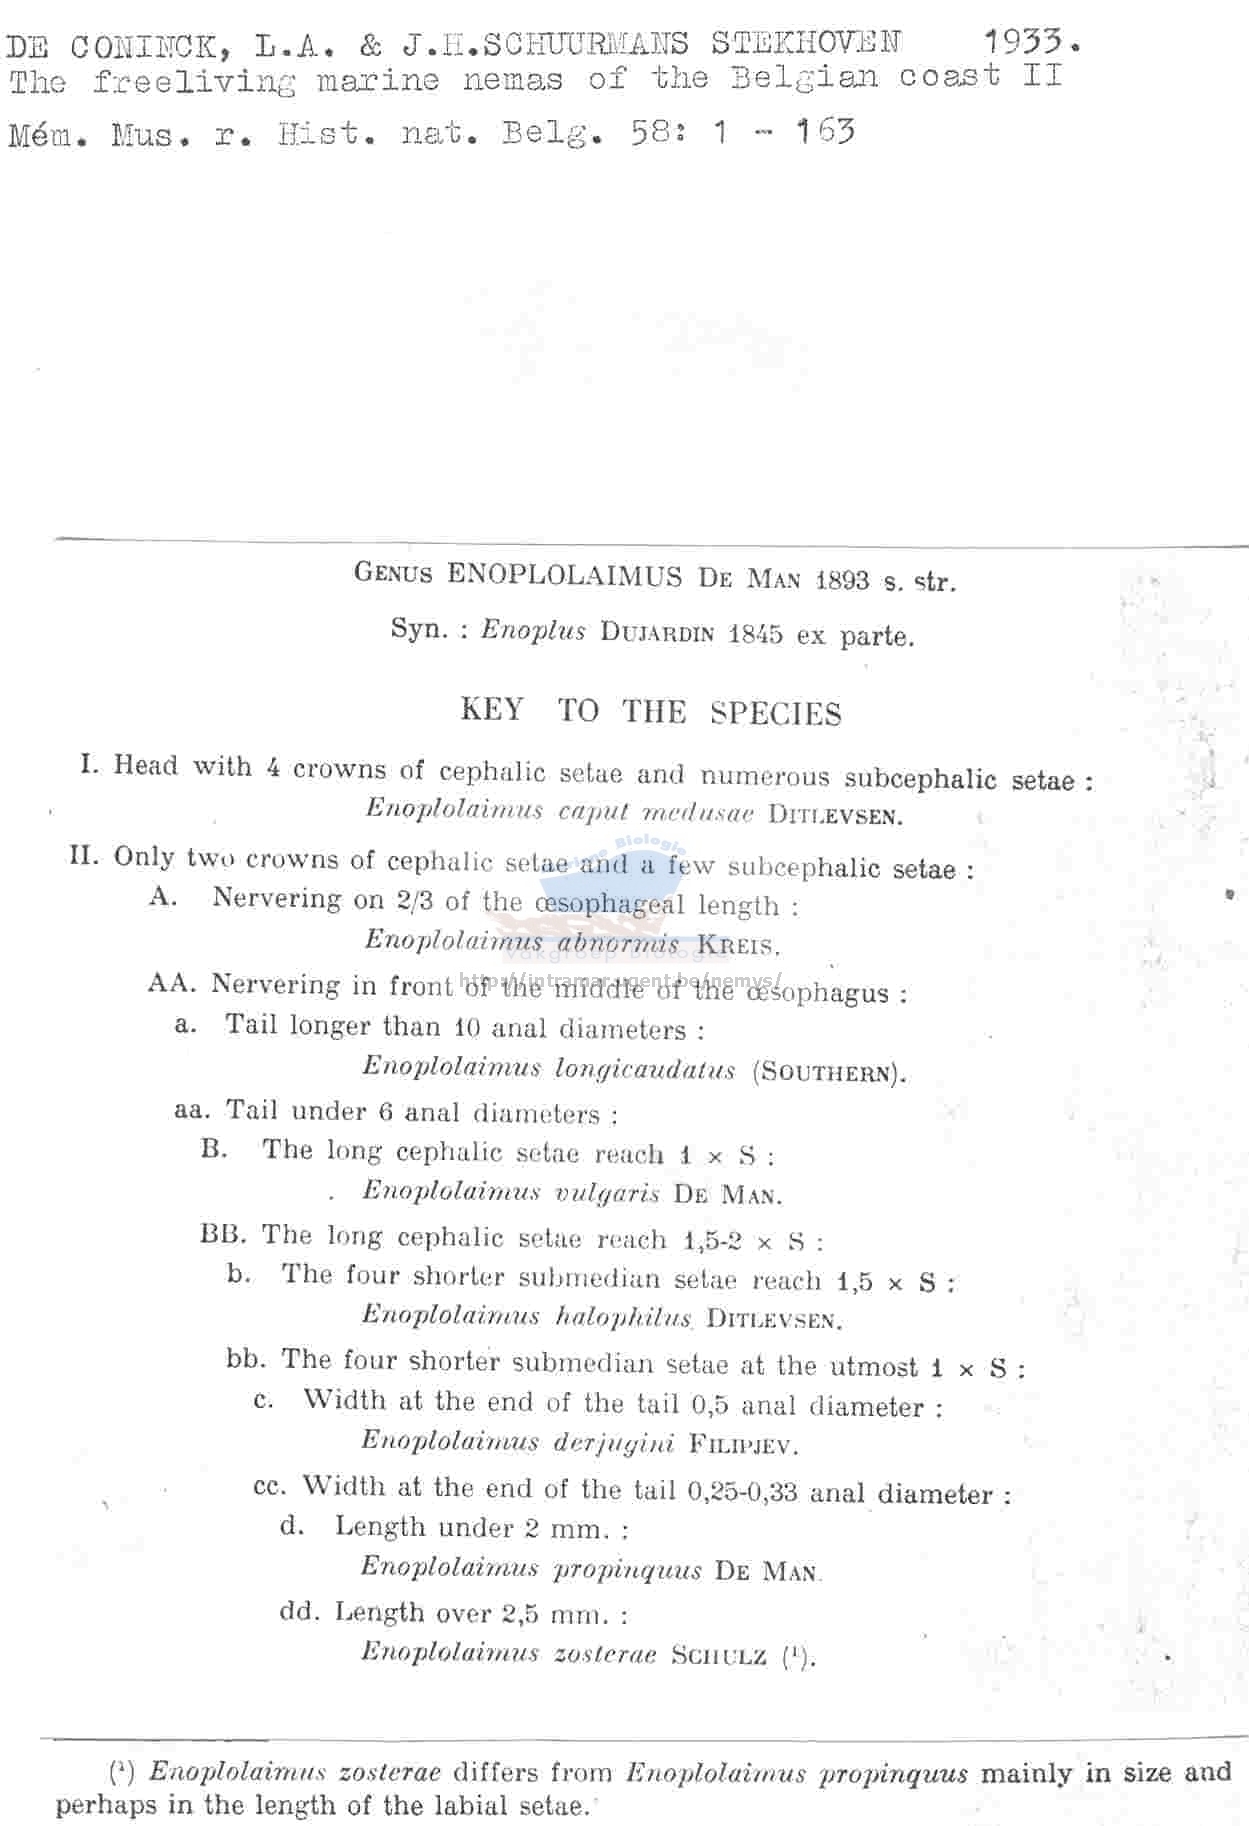 DE CONINCK, L.A. & J.H.SCHUURMANS STEKHOVEN 1933.
The freeliving marine nemas of the Belgian coast II
Mém. Mus. r. Hist. nat. Belg. 58: 1 - 163
GENUS ENOPLOLAIMUS DE MAN 1893 s. str.
Syn. : Enoplus DUJARDIN 1845 ex parte.
KEY TO THE SPECIES
I. Head with 4 crowns of cephalic setae and numerous subcephalic setae :
Enoplolaimus caput medusae DITLEVSEN.
II. Only two crowns of cephalic setae and a few subcephalic setae :
A. Nervering on 2/3 of the œsophageal length :
Enoplolaimus abnormis KREIS.
Marine Biologie
Vakgroep Biologie
http://intramar.ugent.be/nemys/
AA. Nervering in front of the middle of the œsophagus :
a. Tail longer than 10 anal diameters :
Enoplolaimus longicaudatus (SOUTHERN).
aa. Tail under 6 anal diameters :
B. The long cephalic setae reach 1 × S :
Enoplolaimus vulgaris DE MAN.
BB. The long cephalic setae reach 1,5-2 × S :
b. The four shorter submedian setae reach 1,5 × S :
Enoplolaimus halophilus DITLEVSEN.
bb. The four shorter submedian setae at the utmost 1 × S :
c. Width at the end of the tail 0,5 anal diameter :
Enoplolaimus derjugini FILIPJEV.
cc. Width at the end of the tail 0,25-0,33 anal diameter :
d. Length under 2 mm. :
Enoplolaimus propinquus DE MAN.
dd. Length over 2,5 mm. :
Enoplolaimus zosterae SCHULZ (¹).
(¹) Enoplolaimus zosterae differs from Enoplolaimus propinquus mainly in size and
perhaps in the length of the labial setae.